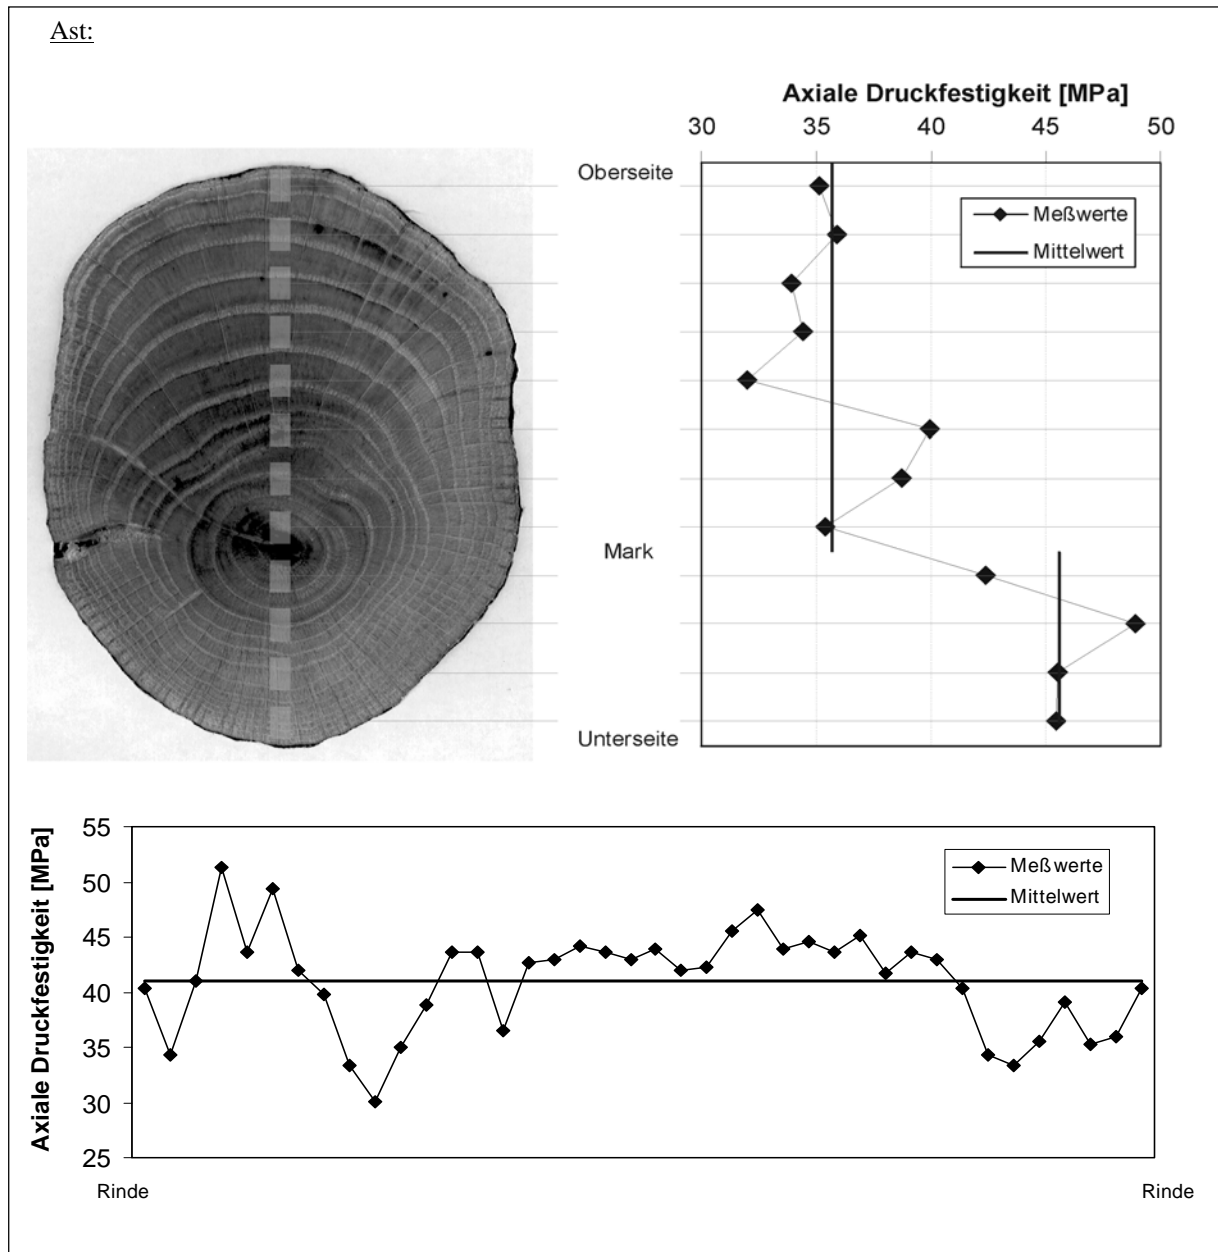 Ast:
Axiale Druckfestigkeit [MPa]
30 35 40 45 50
Oberseite
Meßwerte
Mittelwert
Mark
Unterseite
Axiale Druckfestigkeit [MPa]
55
50
45
40
35
30
25
Meßwerte
Mittelwert
Rinde Rinde